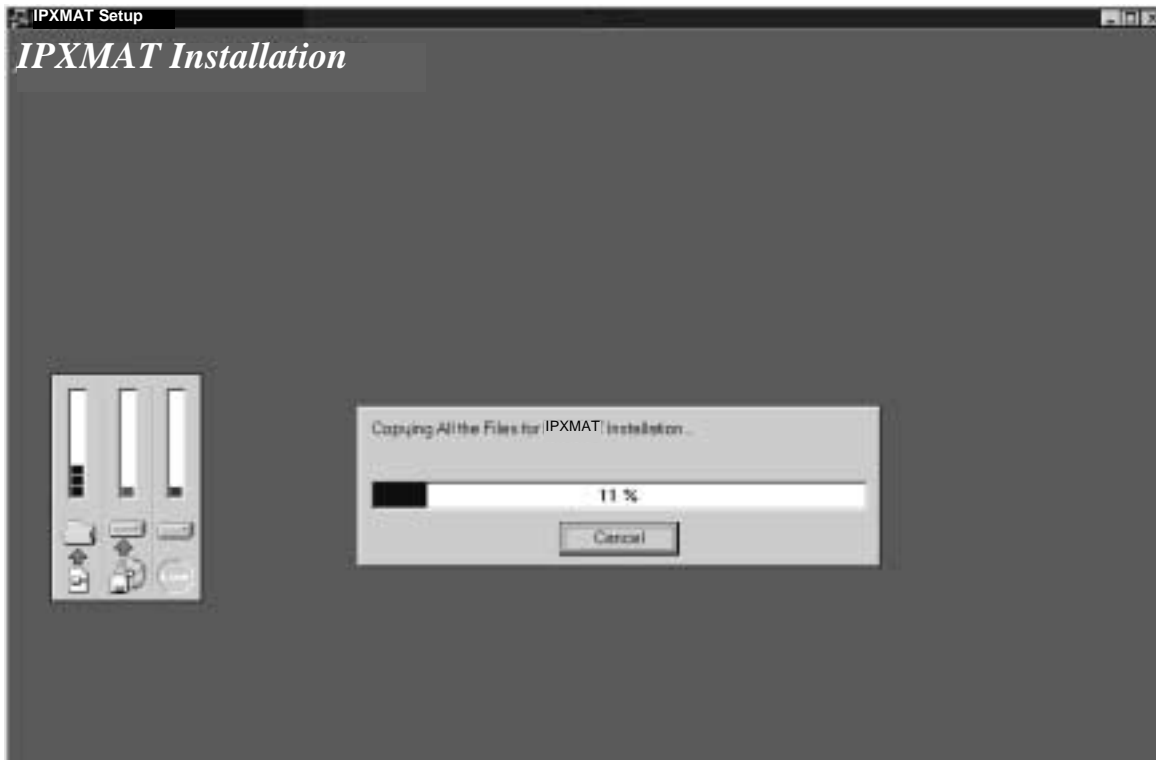 IPXMAT Setup
IPXMAT Installation
Copying All the Files for IPXMAT Installation...
11 %
Cancel